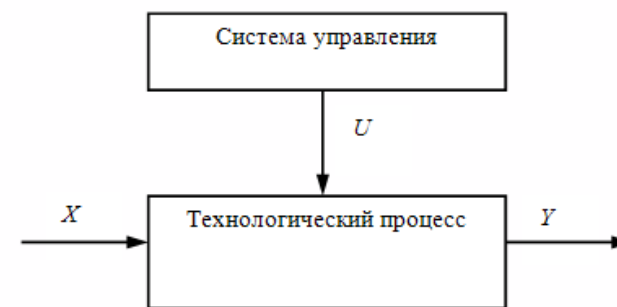 Система управления
U
X
Технологический процесс
Y